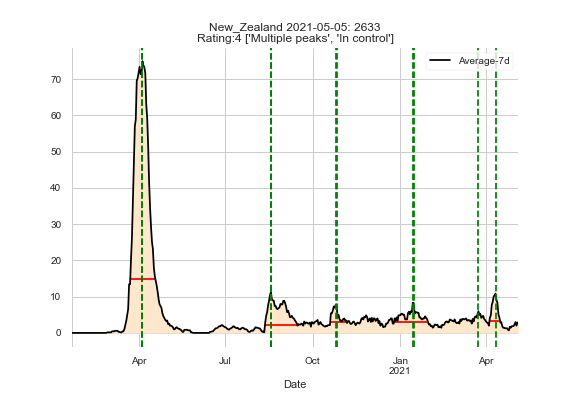 New_Zealand 2021-05-05: 2633
Rating:4 ['Multiple peaks', 'In control']
Average-7d
70
60
50
40
30
20
10
0
Apr
Jul
Oct
Jan
2021
Apr
Date